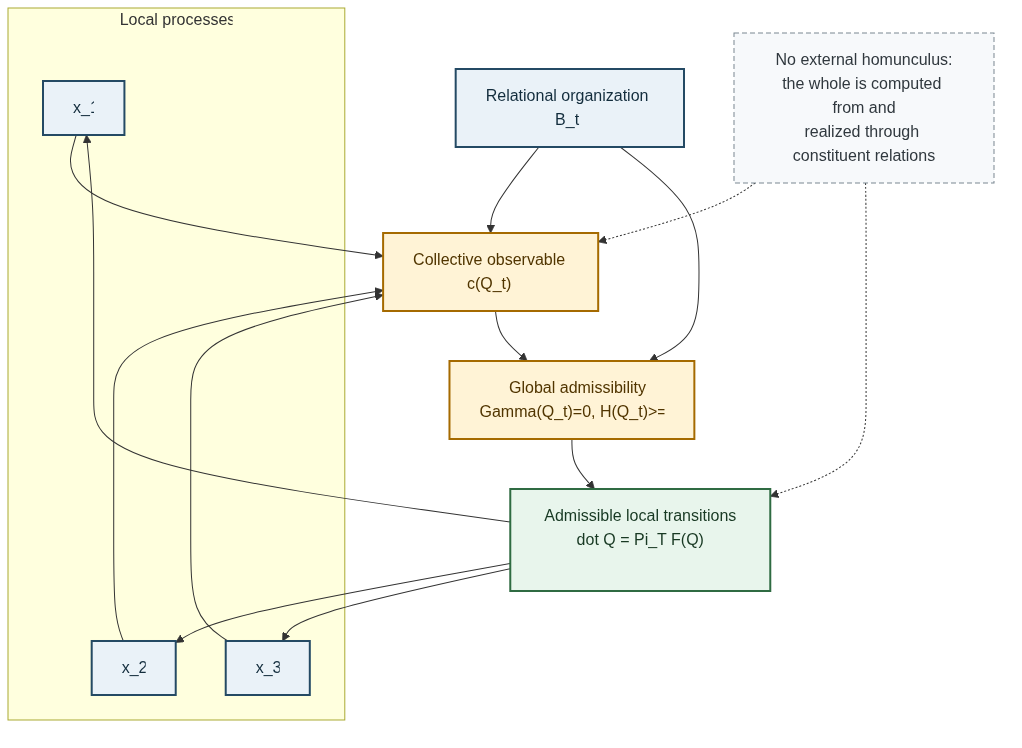 Local processes
x_1
Relational organization
B_t
No external homunculus:
the whole is computed
from and
realized through
constituent relations
Collective observable
c(Q_t)
Global admissibility
Gamma(Q_t)=0, H(Q_t)>=
Admissible local transitions
dot Q = Pi_T F(Q)
x_2
x_3